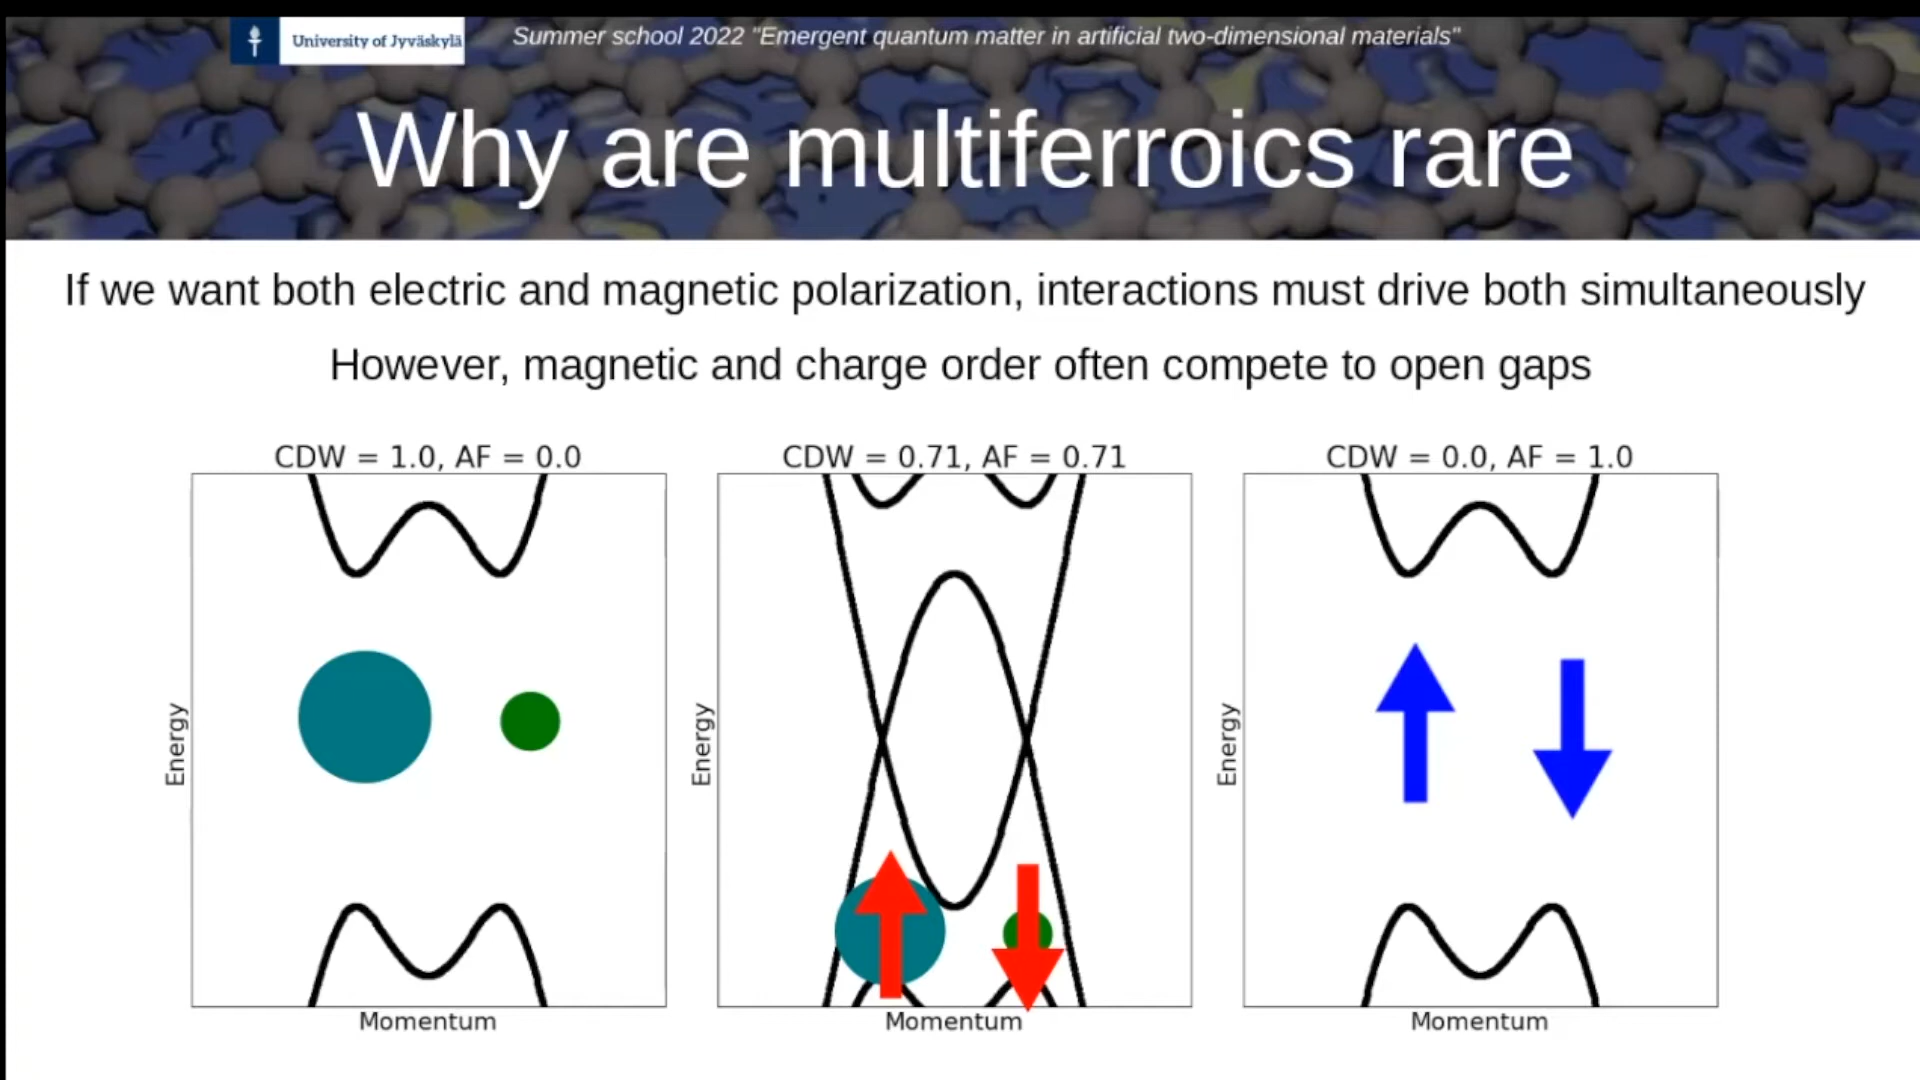 University of Jyväskylä
Summer school 2022 "Emergent quantum matter in artificial two-dimensional materials"
Why are multiferroics rare
If we want both electric and magnetic polarization, interactions must drive both simultaneously
However, magnetic and charge order often compete to open gaps
CDW = 1.0, AF = 0.0
Energy
Momentum
CDW = 0.71, AF = 0.71
Energy
Momentum
CDW = 0.0, AF = 1.0
Energy
Momentum